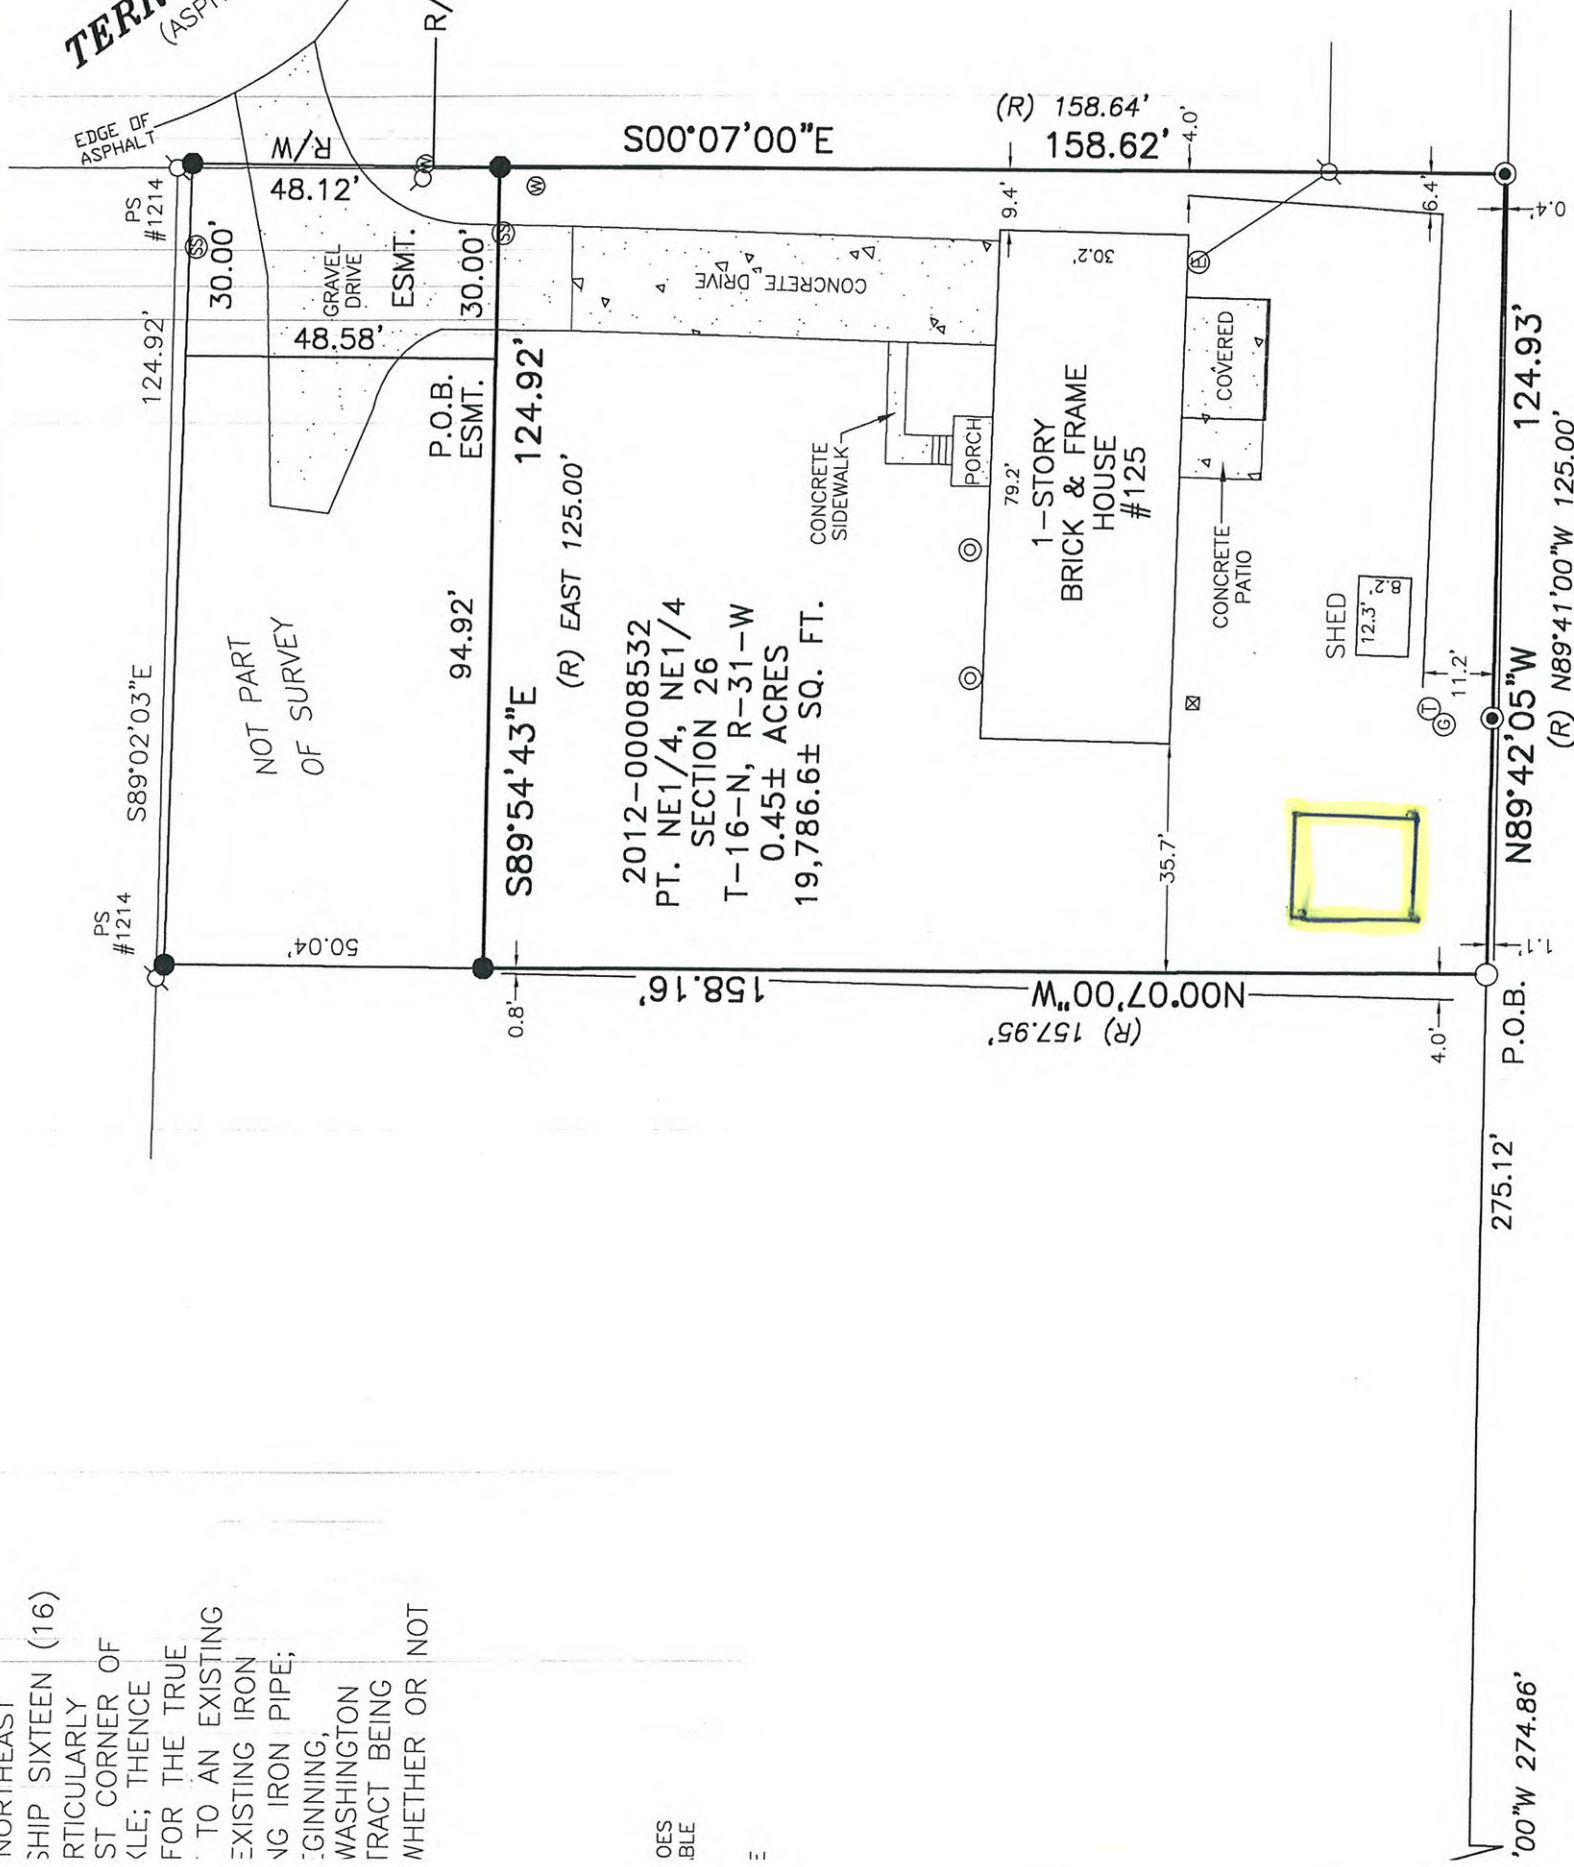 (ASPH
EDGE OF
ASPHALT
R/
R/W
48.12'
PS
#1214
30.00'
GRAVEL
DRIVE
ESMT.
30.00'
48.58'
124.92'
S89°02'03"E
P.O.B.
ESMT.
NOT PART
OF SURVEY
94.92'
PS
#1214
50.04'
S89°54'43"E
124.92'
(R) EAST 125.00'
S00°07'00"E
158.62'
(R) 158.64'
4.0'
9.4'
6.4'
0.4'
SS
SS
W
W
CONCRETE DRIVE
CONCRETE
SIDEWALK
PORCH
30.2'
79.2'
1-STORY
BRICK & FRAME
HOUSE
#125
COVERED
CONCRETE
PATIO
E
SHED
12.3'
8.2'
T
G
11.2'
2012-00008532
PT. NE1/4, NE1/4
SECTION 26
T-16-N, R-31-W
0.45± ACRES
19,786.6± SQ. FT.
35.7'
0.8'
158.16'
N00°07'00"W
(R) 157.95'
4.0'
1.1'
P.O.B.
N89°42'05"W
124.93'
(R) N89°41'00"W 125.00'
275.12'
'00"W 274.86'
NORTHEAST
SHIP SIXTEEN (16)
RTICULARLY
ST CORNER OF
KLE; THENCE
FOR THE TRUE
TO AN EXISTING
EXISTING IRON
NG IRON PIPE;
GINNING,
WASHINGTON
TRACT BEING
WHETHER OR NOT
OES
BLE